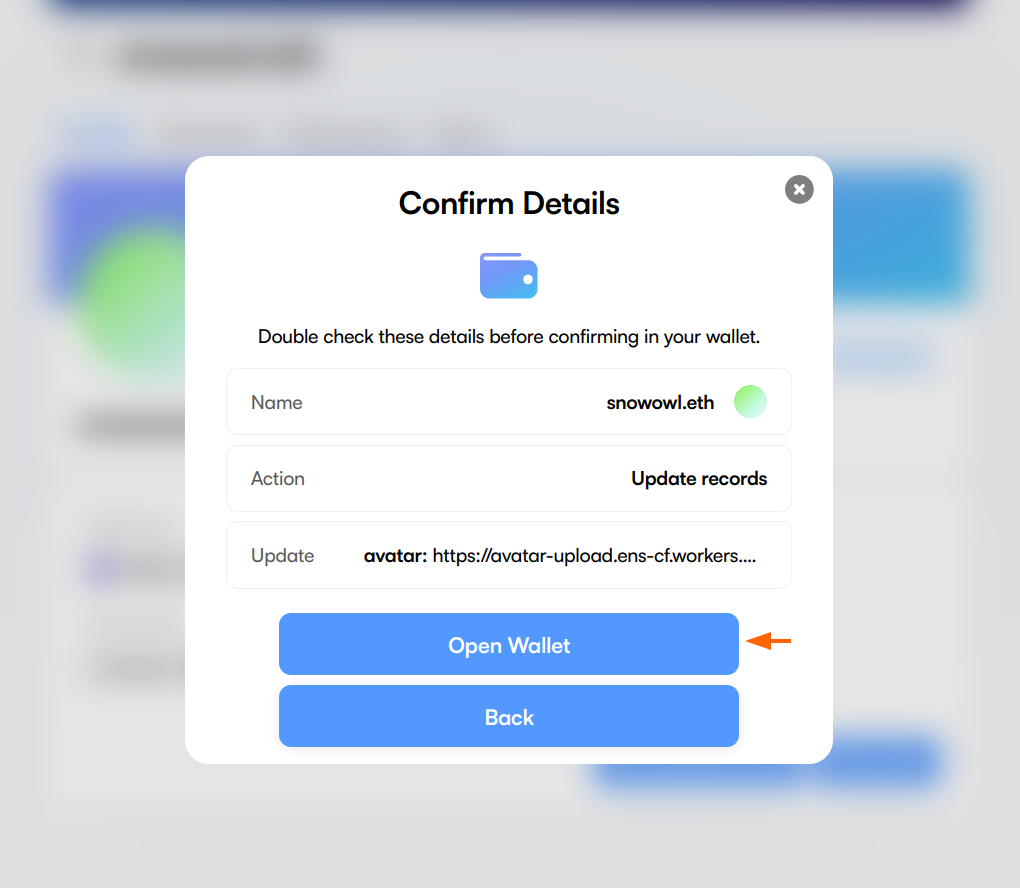 Confirm Details
Double check these details before confirming in your wallet.
Name snowowl.eth
Action Update records
Update avatar: https://avatar-upload.ens-cf.workers....
Open Wallet
Back